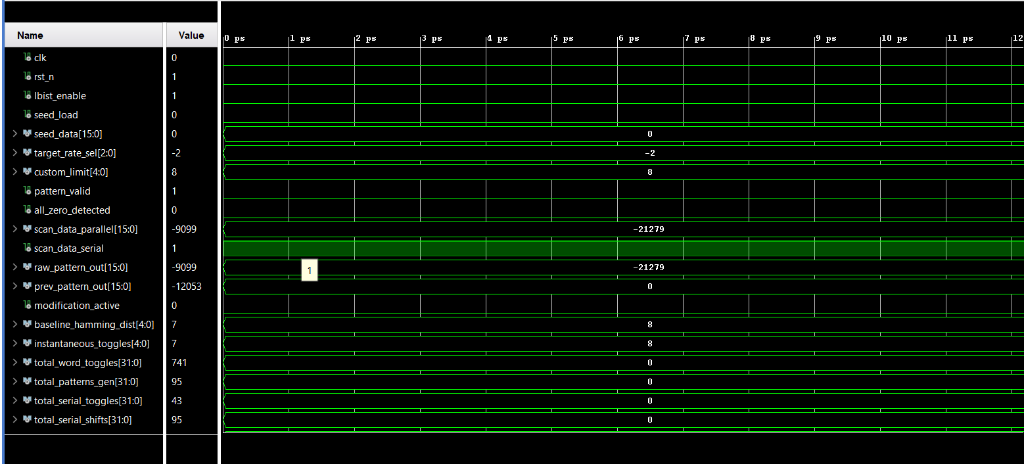 Name Value 0 ps 1 ps 2 ps 3 ps 4 ps 5 ps 6 ps 7 ps 8 ps 9 ps 10 ps 11 ps 12
clk 0
rst_n 1
lbist_enable 1
seed_load 0
seed_data[15:0] 0 0
target_rate_sel[2:0] -2 -2
custom_limit[4:0] 8 8
pattern_valid 1
all_zero_detected 0
scan_data_parallel[15:0] -9099 -21279
scan_data_serial 1
raw_pattern_out[15:0] -9099 1 -21279
prev_pattern_out[15:0] -12053 0
modification_active 0
baseline_hamming_dist[4:0] 7 8
instantaneous_toggles[4:0] 7 8
total_word_toggles[31:0] 741 0
total_patterns_gen[31:0] 95 0
total_serial_toggles[31:0] 43 0
total_serial_shifts[31:0] 95 0